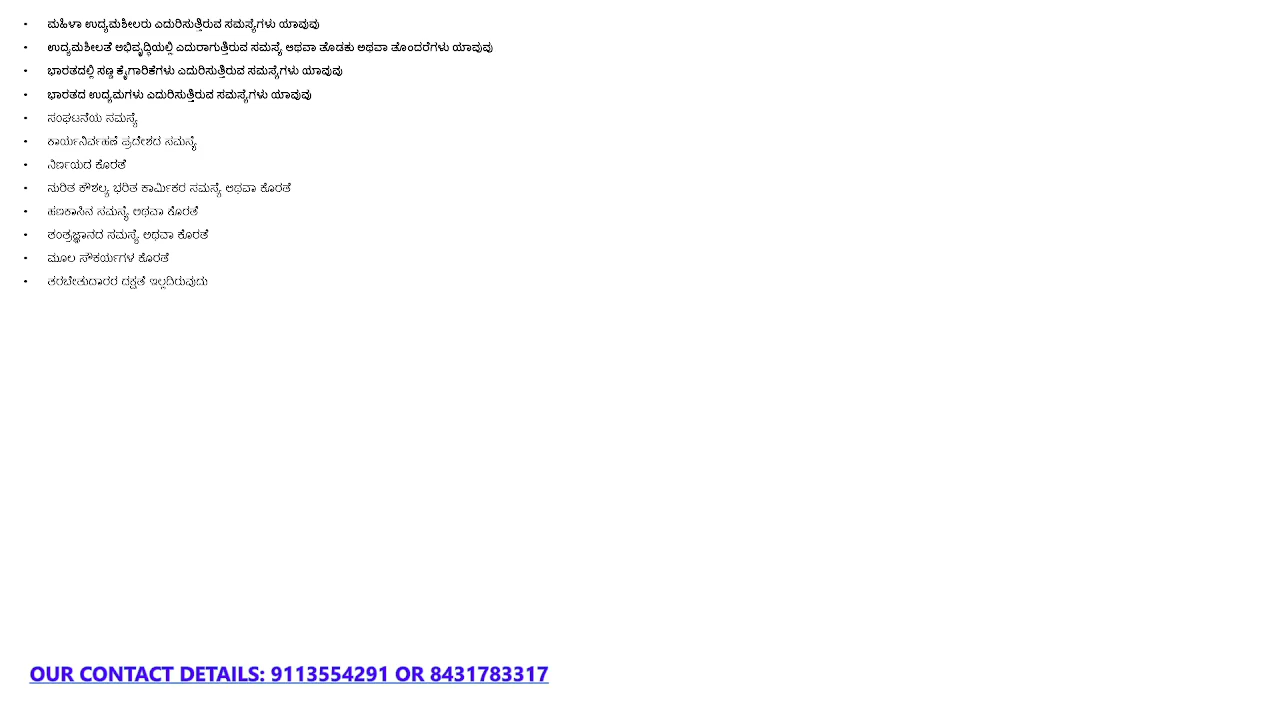 • ಮಹಿಳಾ ಉದ್ಯಮಶೀಲರು ಎದುರಿಸುತ್ತಿರುವ ಸಮಸ್ಯೆಗಳು ಯಾವುವು
• ಉದ್ಯಮಶೀಲತೆ ಅಭಿವೃದ್ಧಿಯಲ್ಲಿ ಎದುರಾಗುತ್ತಿರುವ ಸಮಸ್ಯೆ ಅಥವಾ ತೊಡಕು ಅಥವಾ ತೊಂದರೆಗಳು ಯಾವುವು
• ಭಾರತದಲ್ಲಿ ಸಣ್ಣ ಕೈಗಾರಿಕೆಗಳು ಎದುರಿಸುತ್ತಿರುವ ಸಮಸ್ಯೆಗಳು ಯಾವುವು
• ಭಾರತದ ಉದ್ಯಮಗಳು ಎದುರಿಸುತ್ತಿರುವ ಸಮಸ್ಯೆಗಳು ಯಾವುವು
• ಸಂಘಟನೆಯ ಸಮಸ್ಯೆ
• ಕಾರ್ಯನಿರ್ವಹಣೆ ಪ್ರದೇಶದ ಸಮಸ್ಯೆ
• ನಿರ್ಣಯದ ಕೊರತೆ
• ನುರಿತ ಕೌಶಲ್ಯ ಭರಿತ ಕಾರ್ಮಿಕರ ಸಮಸ್ಯೆ ಅಥವಾ ಕೊರತೆ
• ಹಣಕಾಸಿನ ಸಮಸ್ಯೆ ಅಥವಾ ಕೊರತೆ
• ತಂತ್ರಜ್ಞಾನದ ಸಮಸ್ಯೆ ಅಥವಾ ಕೊರತೆ
• ಮೂಲ ಸೌಕರ್ಯಗಳ ಕೊರತೆ
• ತರಬೇತುದಾರರ ದಕ್ಷತೆ ಇಲ್ಲದಿರುವುದು
OUR CONTACT DETAILS: 9113554291 OR 8431783317